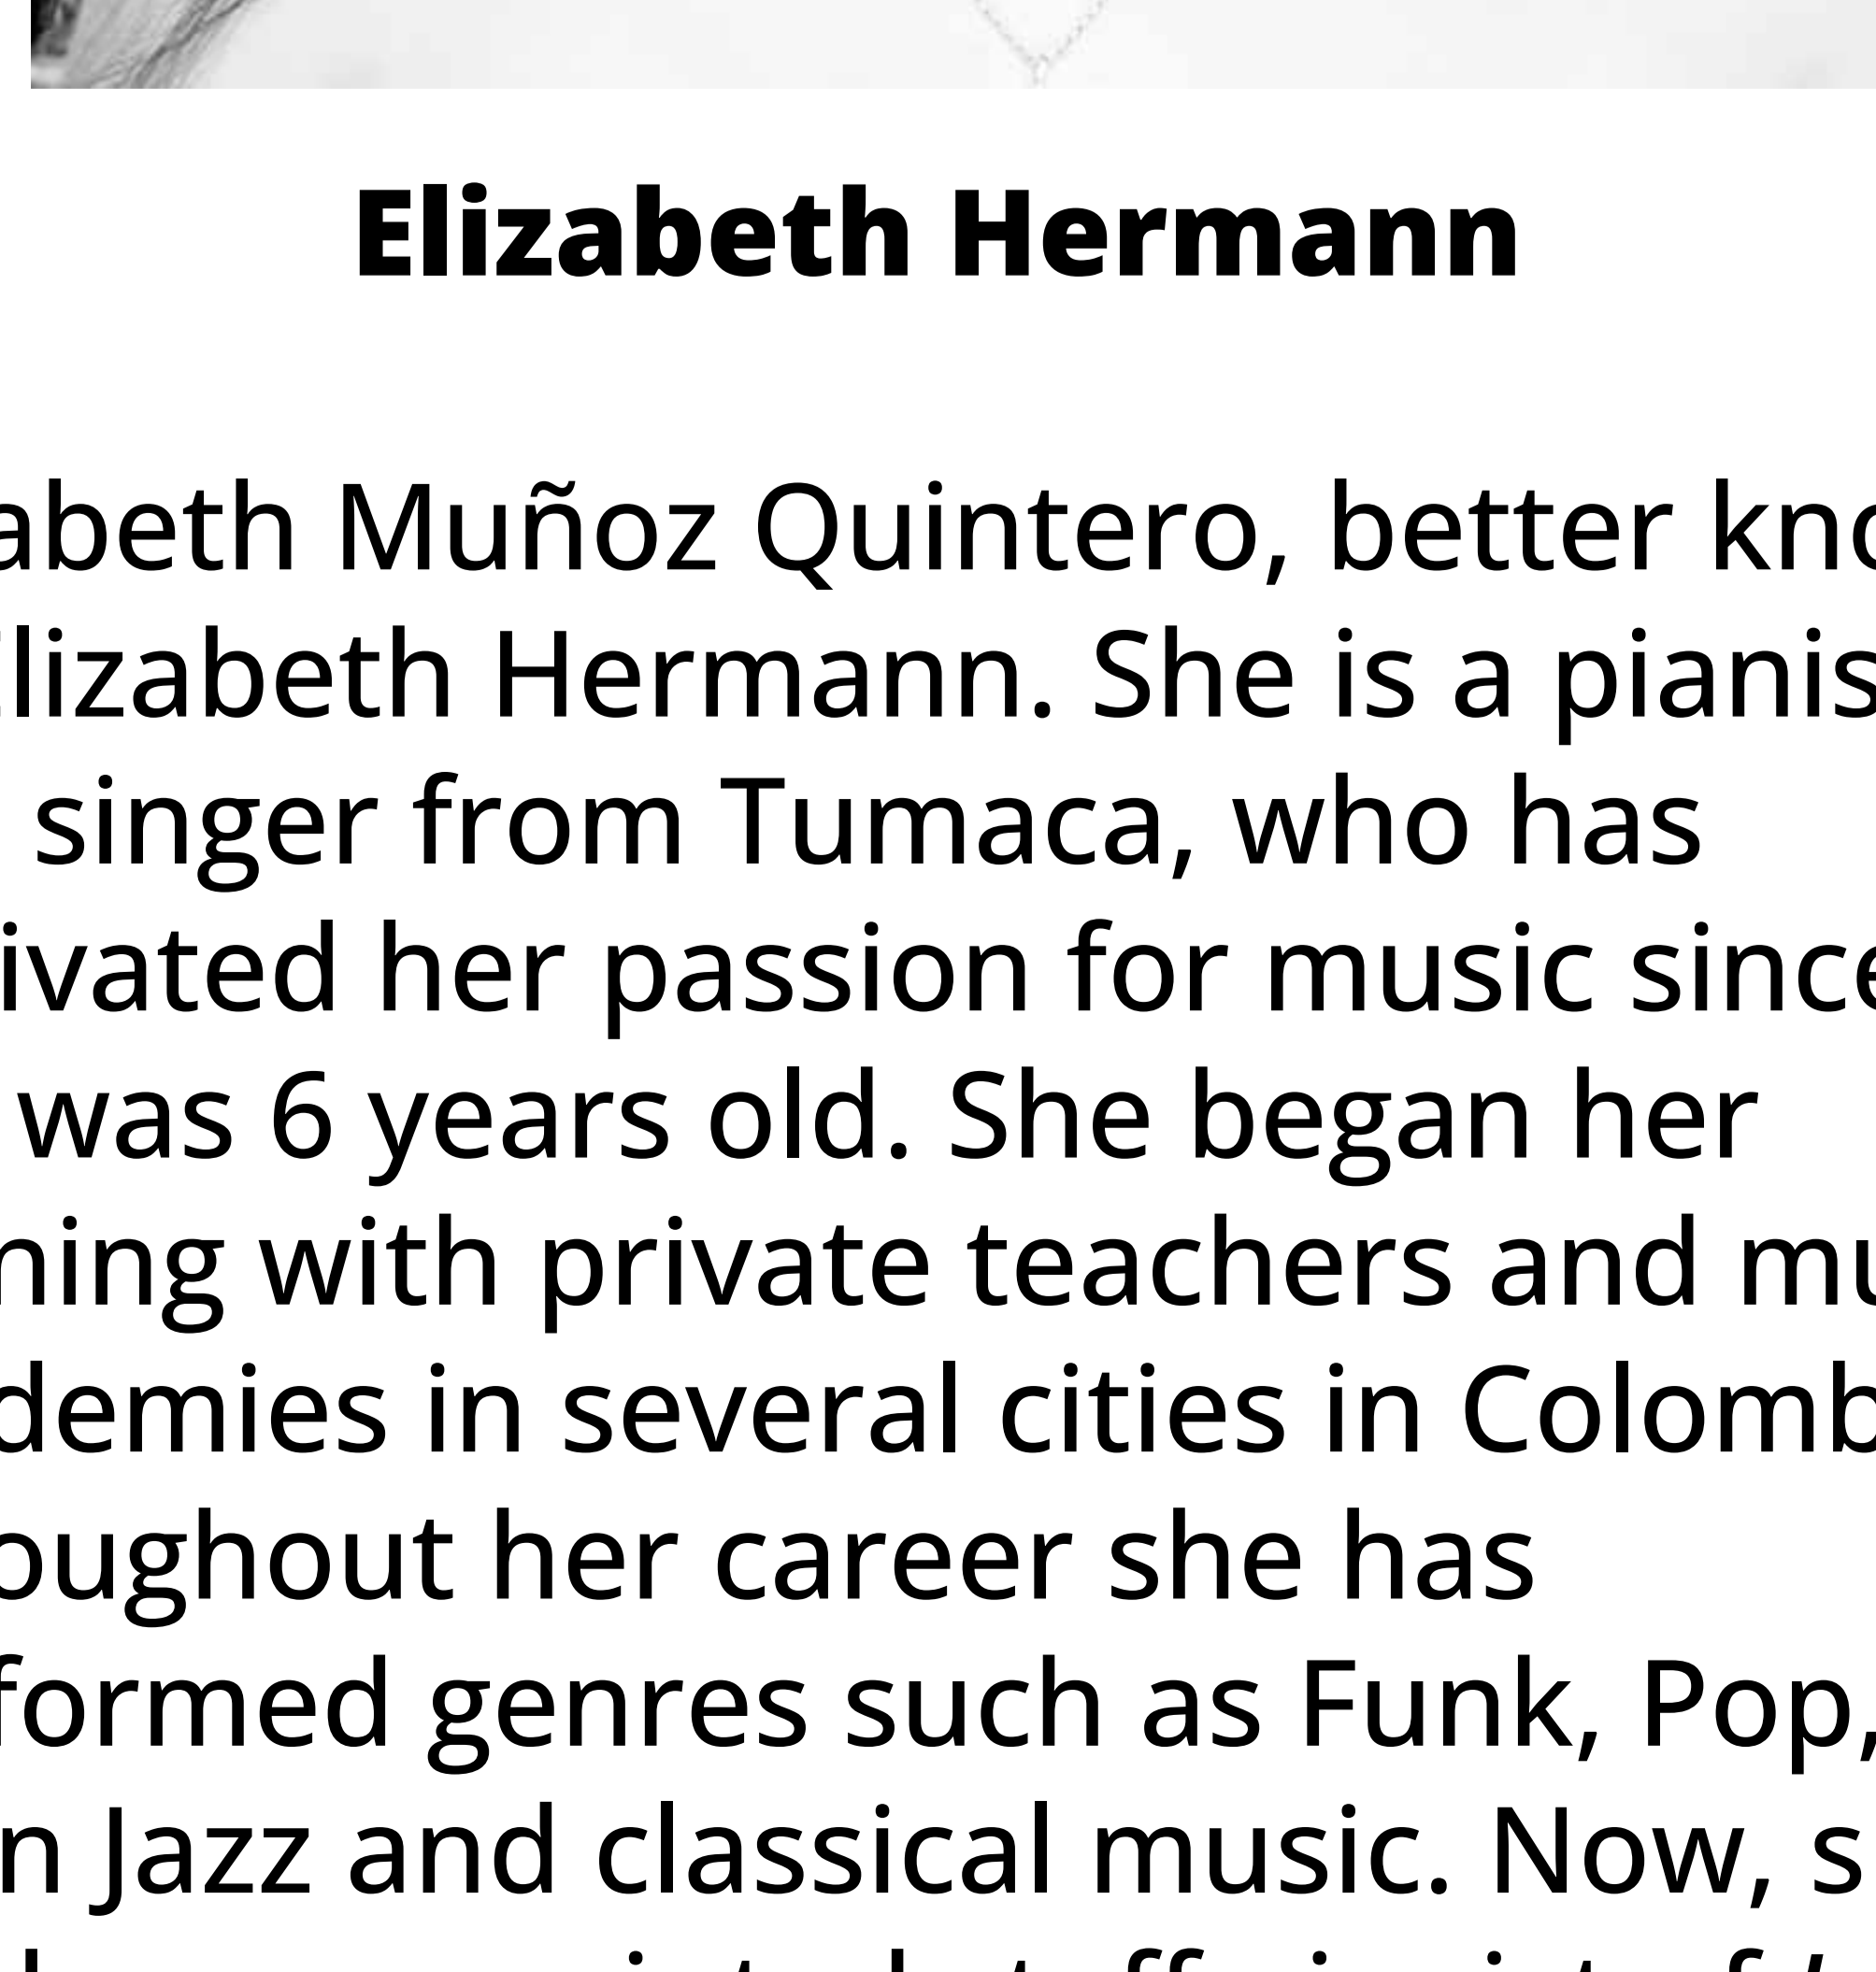 Elizabeth Hermann
abeth Muñoz Quintero, better kno
Elizabeth Hermann. She is a pianis
singer from Tumaca, who has
ivated her passion for music since
was 6 years old. She began her
ning with private teachers and mu
demies in several cities in Colomb
oughout her career she has
formed genres such as Funk, Pop,
n Jazz and classical music. Now, s